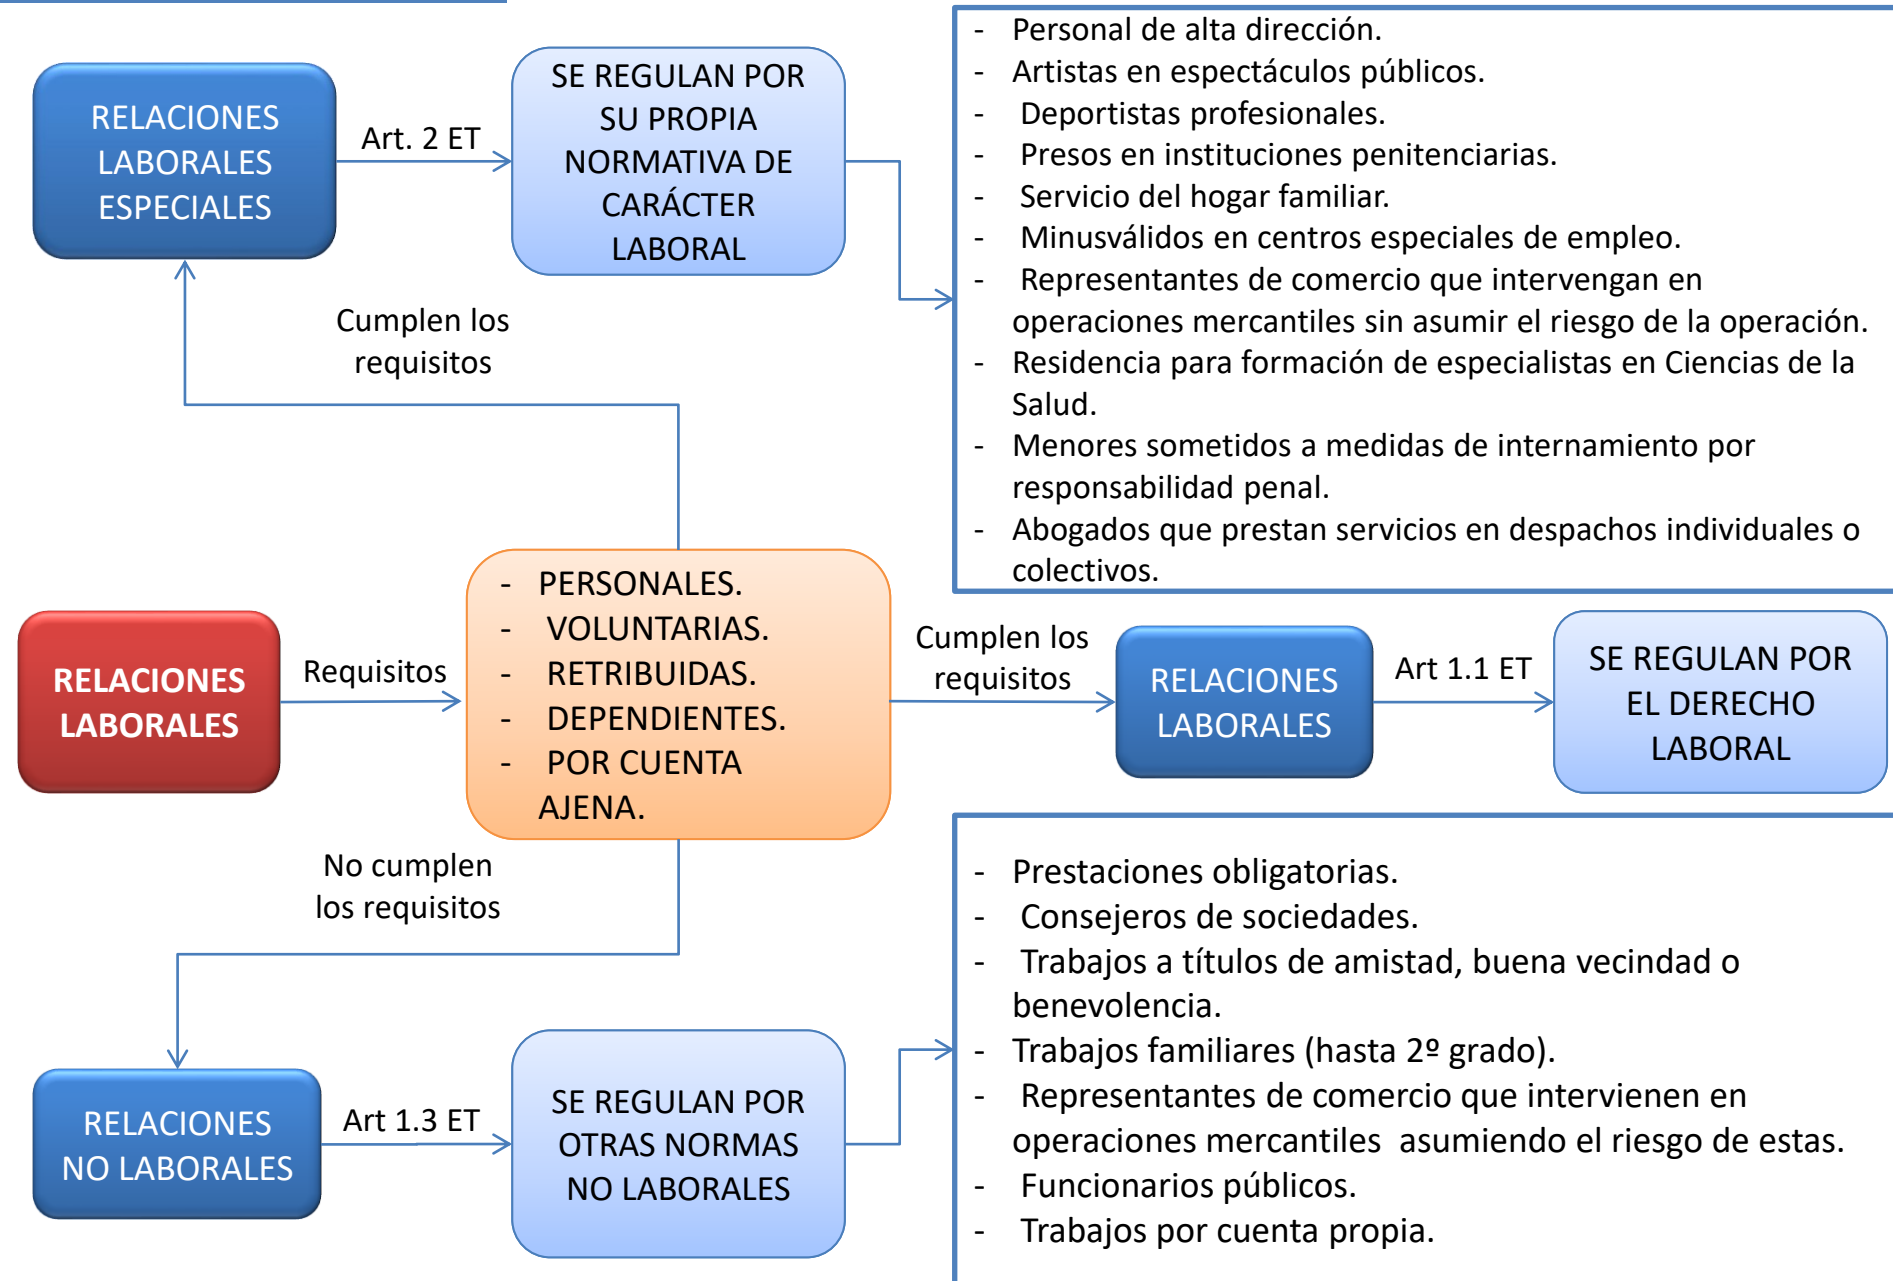 RELACIONES
LABORALES
ESPECIALES
Art. 2 ET
SE REGULAN POR
SU PROPIA
NORMATIVA DE
CARÁCTER
LABORAL
- Personal de alta dirección.
- Artistas en espectáculos públicos.
- Deportistas profesionales.
- Presos en instituciones penitenciarias.
- Servicio del hogar familiar.
- Minusválidos en centros especiales de empleo.
- Representantes de comercio que intervengan en
operaciones mercantiles sin asumir el riesgo de la operación.
- Residencia para formación de especialistas en Ciencias de la
Salud.
- Menores sometidos a medidas de internamiento por
responsabilidad penal.
- Abogados que prestan servicios en despachos individuales o
colectivos.
Cumplen los
requisitos
RELACIONES
LABORALES
Requisitos
- PERSONALES.
- VOLUNTARIAS.
- RETRIBUIDAS.
- DEPENDIENTES.
- POR CUENTA
AJENA.
Cumplen los
requisitos
RELACIONES
LABORALES
Art 1.1 ET
SE REGULAN POR
EL DERECHO
LABORAL
No cumplen
los requisitos
RELACIONES
NO LABORALES
Art 1.3 ET
SE REGULAN POR
OTRAS NORMAS
NO LABORALES
- Prestaciones obligatorias.
- Consejeros de sociedades.
- Trabajos a títulos de amistad, buena vecindad o
benevolencia.
- Trabajos familiares (hasta 2º grado).
- Representantes de comercio que intervienen en
operaciones mercantiles asumiendo el riesgo de estas.
- Funcionarios públicos.
- Trabajos por cuenta propia.